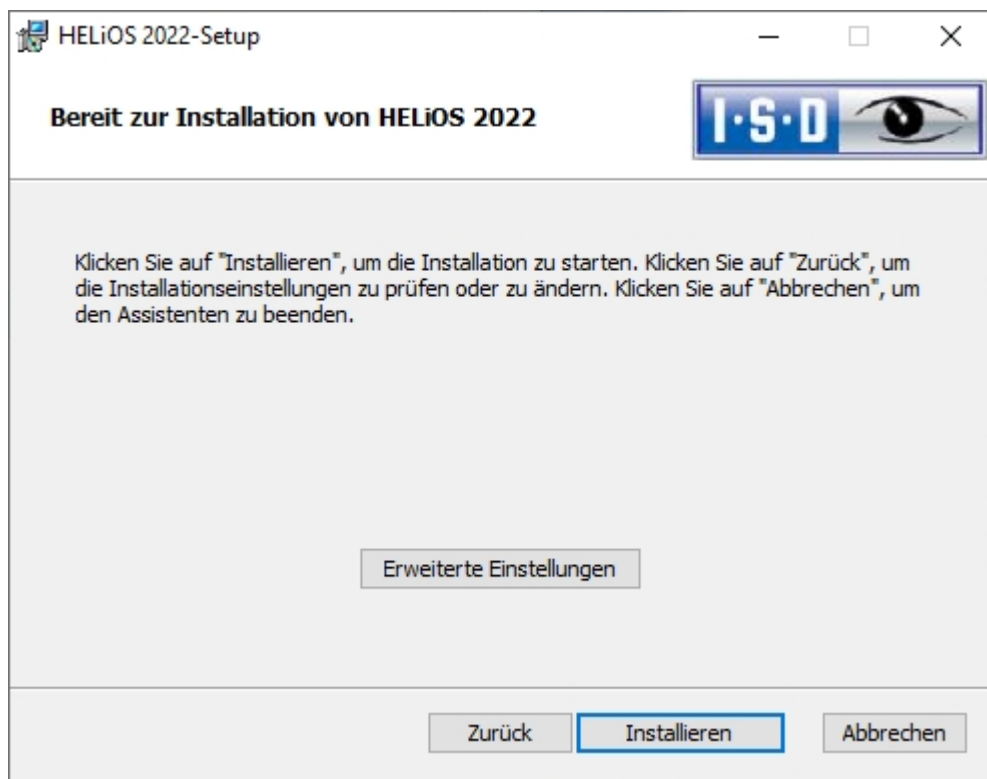 HELiOS 2022-Setup
Bereit zur Installation von HELiOS 2022
I·S·D
Klicken Sie auf "Installieren", um die Installation zu starten. Klicken Sie auf "Zurück", um
die Installationseinstellungen zu prüfen oder zu ändern. Klicken Sie auf "Abbrechen", um
den Assistenten zu beenden.
Erweiterte Einstellungen
Zurück
Installieren
Abbrechen